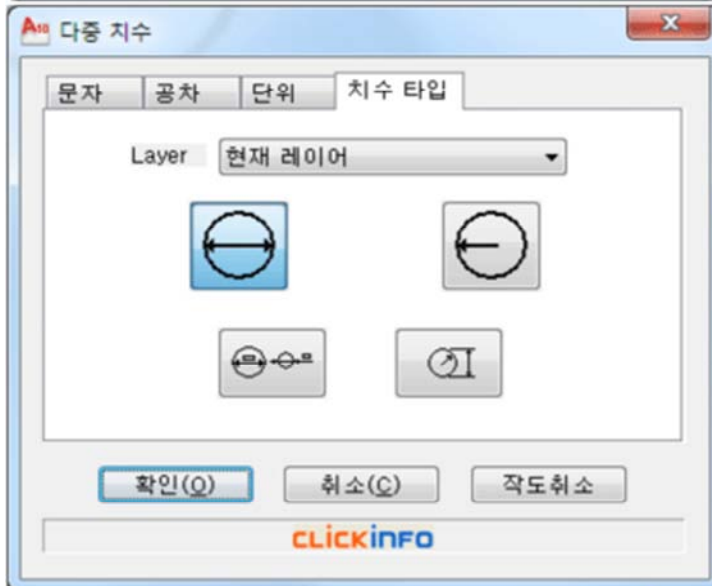 A10 다중 치수
문자 공차 단위 치수 타입
Layer 현재 레이어
확인(O) 취소(C) 작도취소
CLiCKiNFO